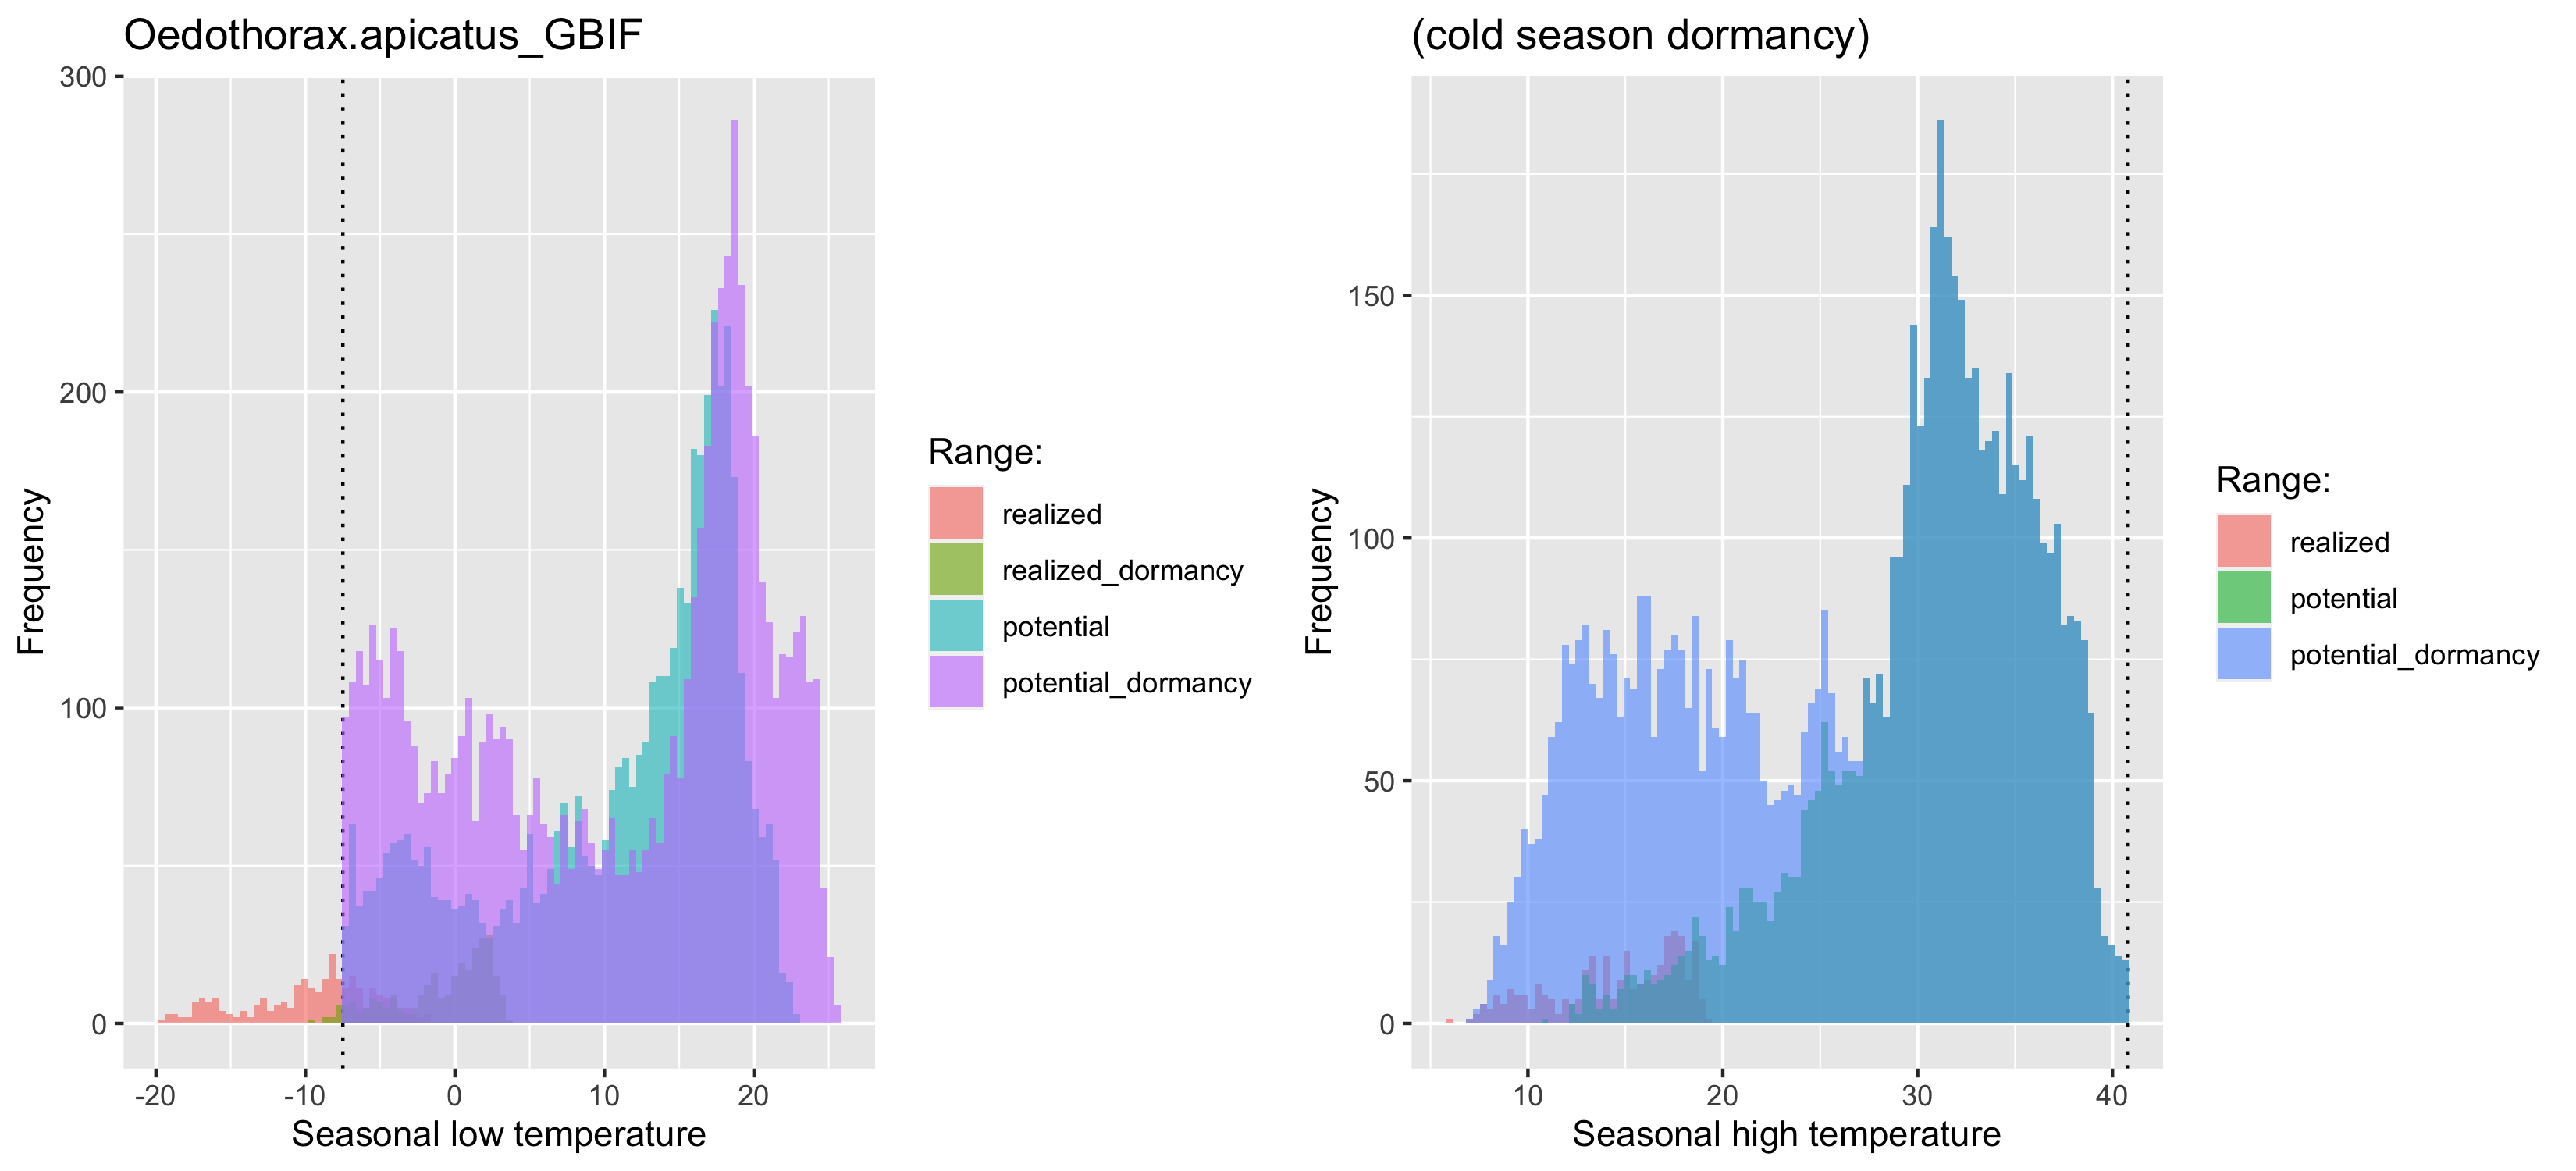 Oedothorax.apicatus_GBIF
300
200
100
0
-20 -10 0 10 20
Seasonal low temperature
Frequency
Range:
realized
realized_dormancy
potential
potential_dormancy
(cold season dormancy)
150
100
50
0
10 20 30 40
Seasonal high temperature
Frequency
Range:
realized
potential
potential_dormancy